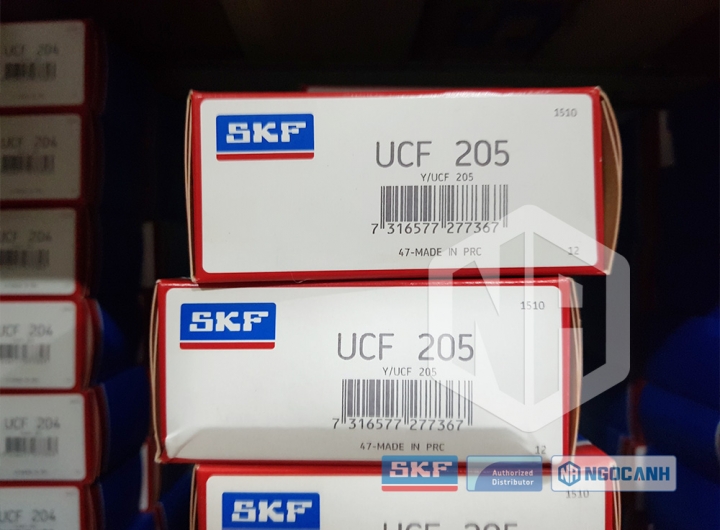 UCF 204
UCF 204
UCF 204
UCF 204
UCF 204
UCF 204
SKF
1510
UCF 205
Y/UCF 205
7 316577 277367
47-MADE IN PRC
12
SKF
1510
UCF 205
Y/UCF 205
7 316577 277367
47-MADE IN PRC
12
SKF
Authorized
Distributor
NGOCANH
SKF
1510
UCF 205